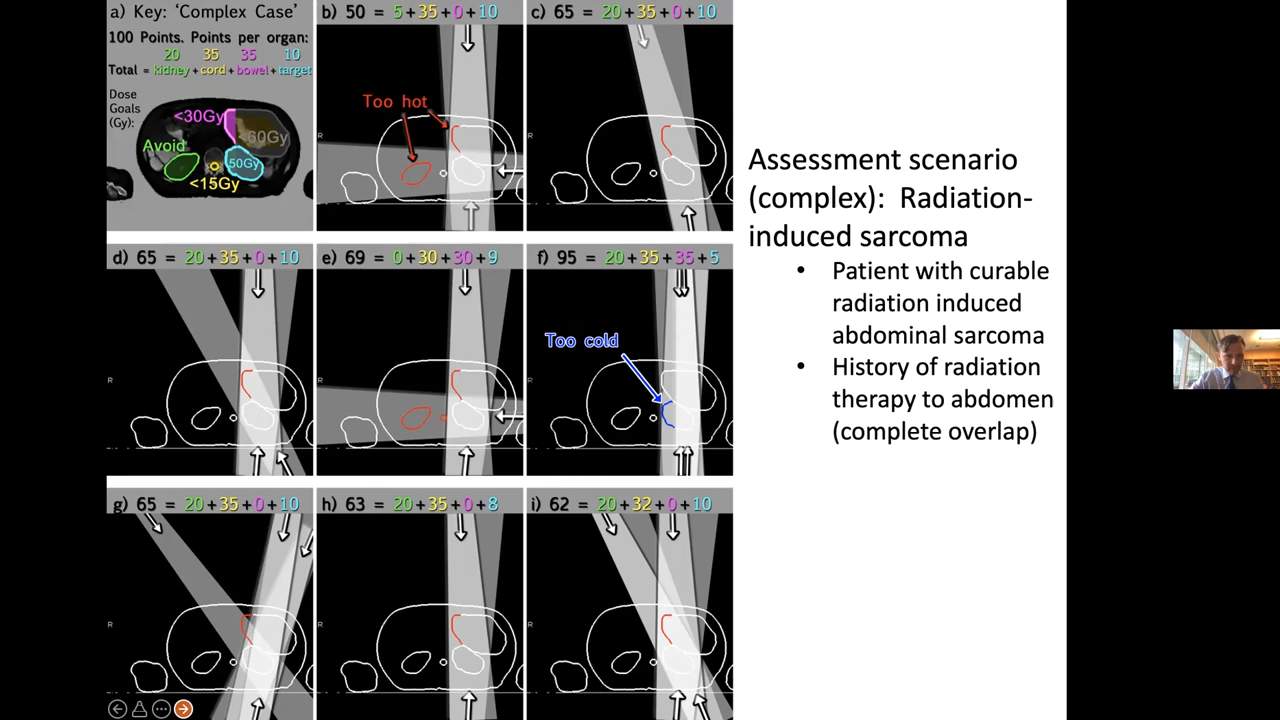 a) Key: ‘Complex Case’
100 Points. Points per organ:
20 35 35 10
Total = kidney+cord+bowel+target
Dose
Goals
(Gy):
<30Gy
<60Gy
Avoid
50Gy
<15Gy
b) 50 = 5+35+0+10
Too hot
R
c) 65 = 20+35+0+10
d) 65 = 20+35+0+10
R
e) 69 = 0+30+30+9
R
f) 95 = 20+35+35+5
Too cold
g) 65 = 20+35+0+10
R
h) 63 = 20+35+0+8
R
i) 62 = 20+32+0+10
Assessment scenario
(complex): Radiation-
induced sarcoma
• Patient with curable
radiation induced
abdominal sarcoma
• History of radiation
therapy to abdomen
(complete overlap)